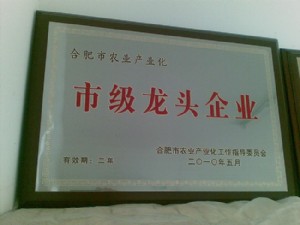 合肥市农业产业化
市级龙头企业
合肥市农业产业化工作指导委员会
有效期：二年
二〇一〇年五月